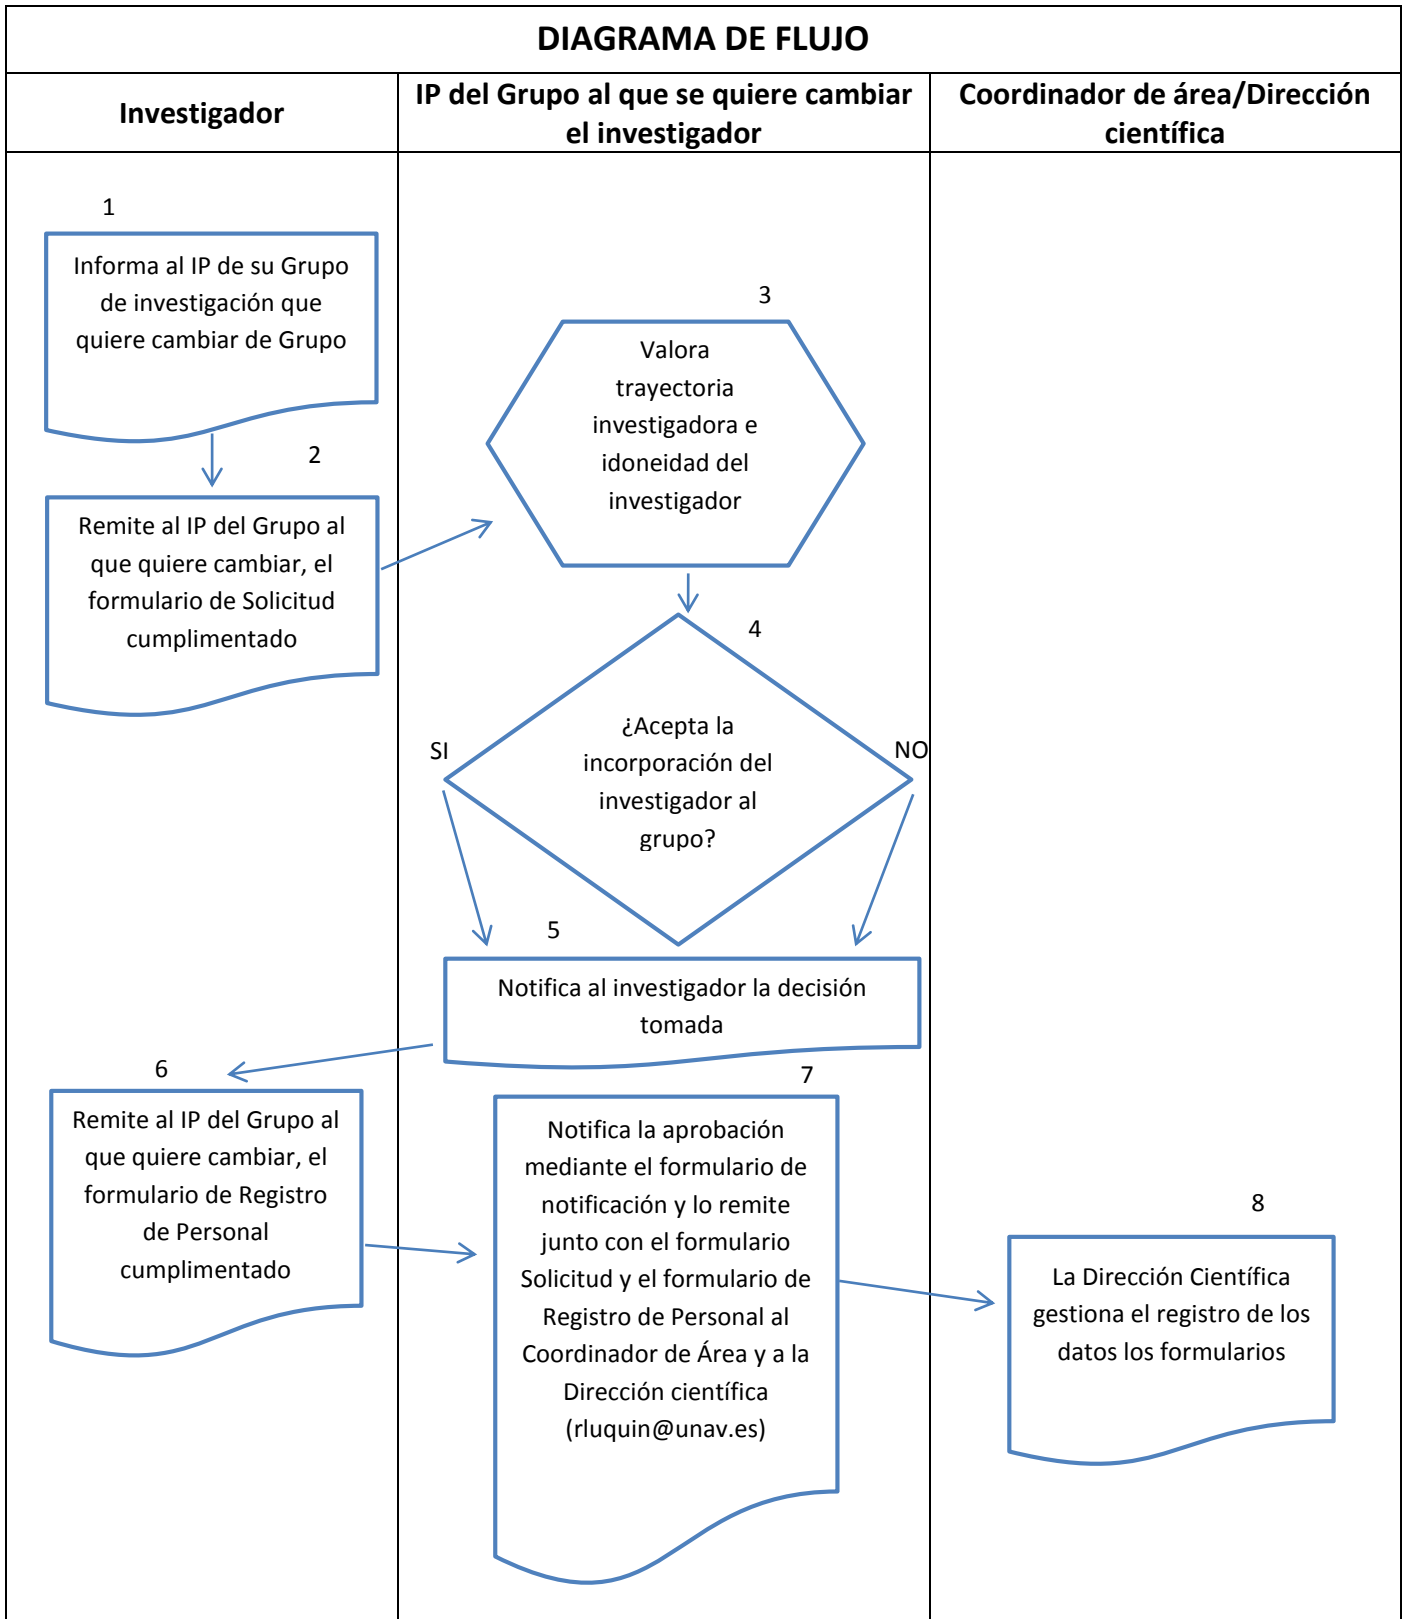 DIAGRAMA DE FLUJO
Investigador
IP del Grupo al que se quiere cambiar
el investigador
Coordinador de área/Dirección
científica
1
Informa al IP de su Grupo
de investigación que
quiere cambiar de Grupo
2
Remite al IP del Grupo al
que quiere cambiar, el
formulario de Solicitud
cumplimentado
3
Valora
trayectoria
investigadora e
idoneidad del
investigador
4
¿Acepta la
incorporación del
investigador al
grupo?
SI
NO
5
Notifica al investigador la decisión
tomada
6
Remite al IP del Grupo al
que quiere cambiar, el
formulario de Registro
de Personal
cumplimentado
7
Notifica la aprobación
mediante el formulario de
notificación y lo remite
junto con el formulario
Solicitud y el formulario de
Registro de Personal al
Coordinador de Área y a la
Dirección científica
(rluquin@unav.es)
8
La Dirección Científica
gestiona el registro de los
datos los formularios